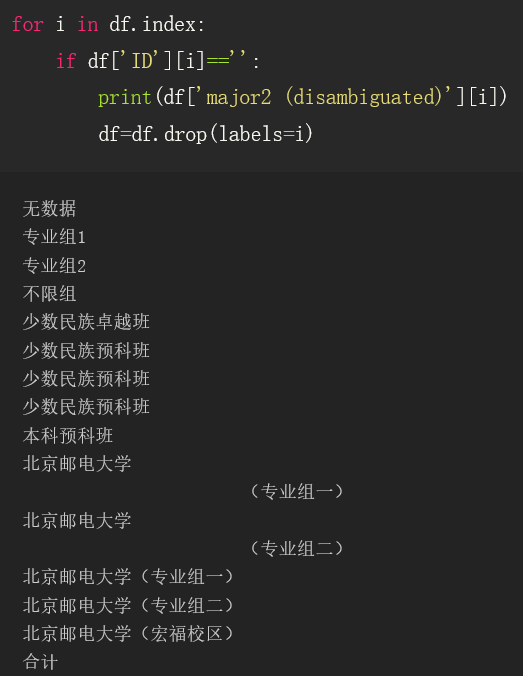 for i in df.index:
    if df['ID'][i]=='':
        print(df['major2 (disambiguated)'][i])
        df=df.drop(labels=i)
无数据
专业组1
专业组2
不限组
少数民族卓越班
少数民族预科班
少数民族预科班
少数民族预科班
本科预科班
北京邮电大学
（专业组一）
北京邮电大学
（专业组二）
北京邮电大学（专业组一）
北京邮电大学（专业组二）
北京邮电大学（宏福校区）
合计